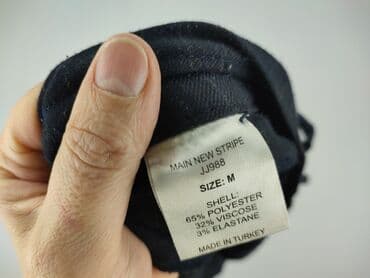 MAIN NEW STRIPE
JJ988
SIZE: M
SHELL:
65% POLYESTER
32% VISCOSE
3% ELASTANE
MADE IN TURKEY